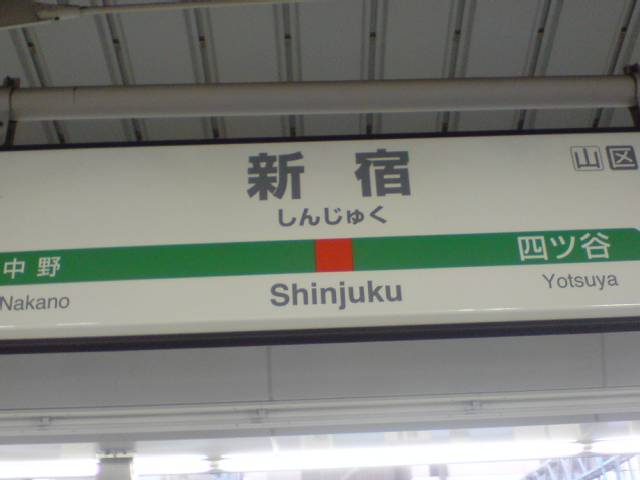 新宿
山 区
しんじゅく
中野
四ツ谷
Nakano
Shinjuku
Yotsuya